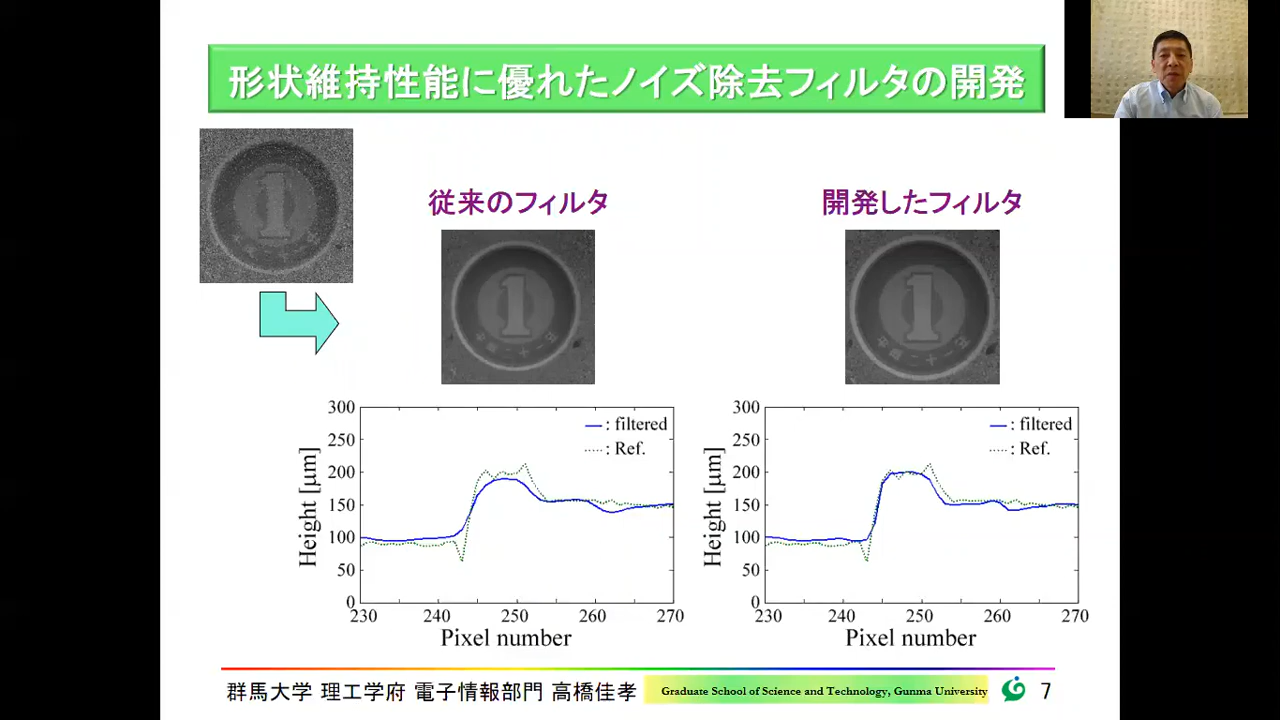 形状維持性能に優れたノイズ除去フィルタの開発
1
従来のフィルタ
開発したフィルタ
1
1
300
250
200
150
100
50
0
Height [μm]
: filtered
: Ref.
230 240 250 260 270
Pixel number
300
250
200
150
100
50
0
Height [μm]
: filtered
: Ref.
230 240 250 260 270
Pixel number
群馬大学 理工学府 電子情報部門 高橋佳孝
Graduate School of Science and Technology, Gunma University
7